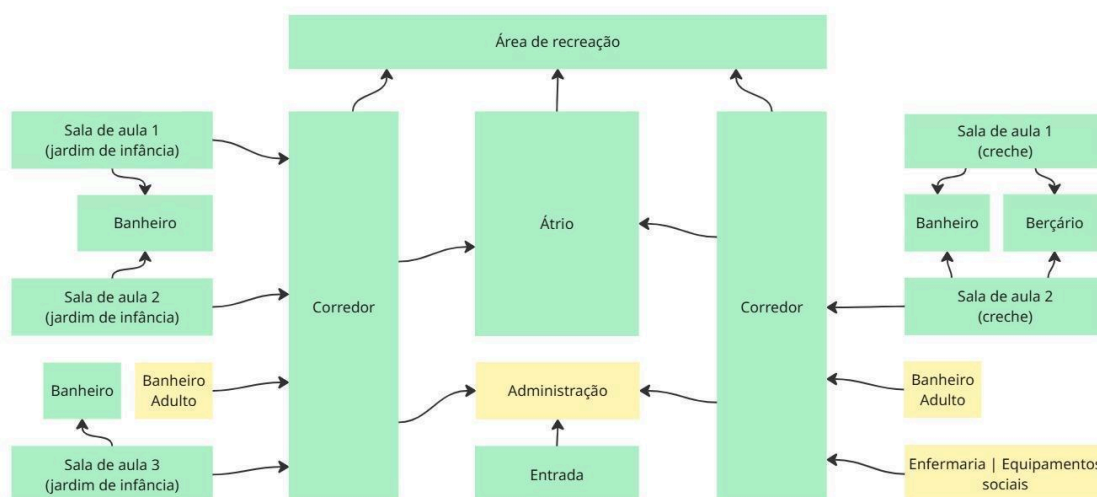 Área de recreação
Sala de aula 1
(jardim de infância)
Banheiro
Sala de aula 2
(jardim de infância)
Banheiro
Banheiro
Adulto
Sala de aula 3
(jardim de infância)
Corredor
Átrio
Administração
Entrada
Corredor
Sala de aula 1
(creche)
Banheiro
Berçário
Sala de aula 2
(creche)
Banheiro
Adulto
Enfermaria | Equipamentos
sociais